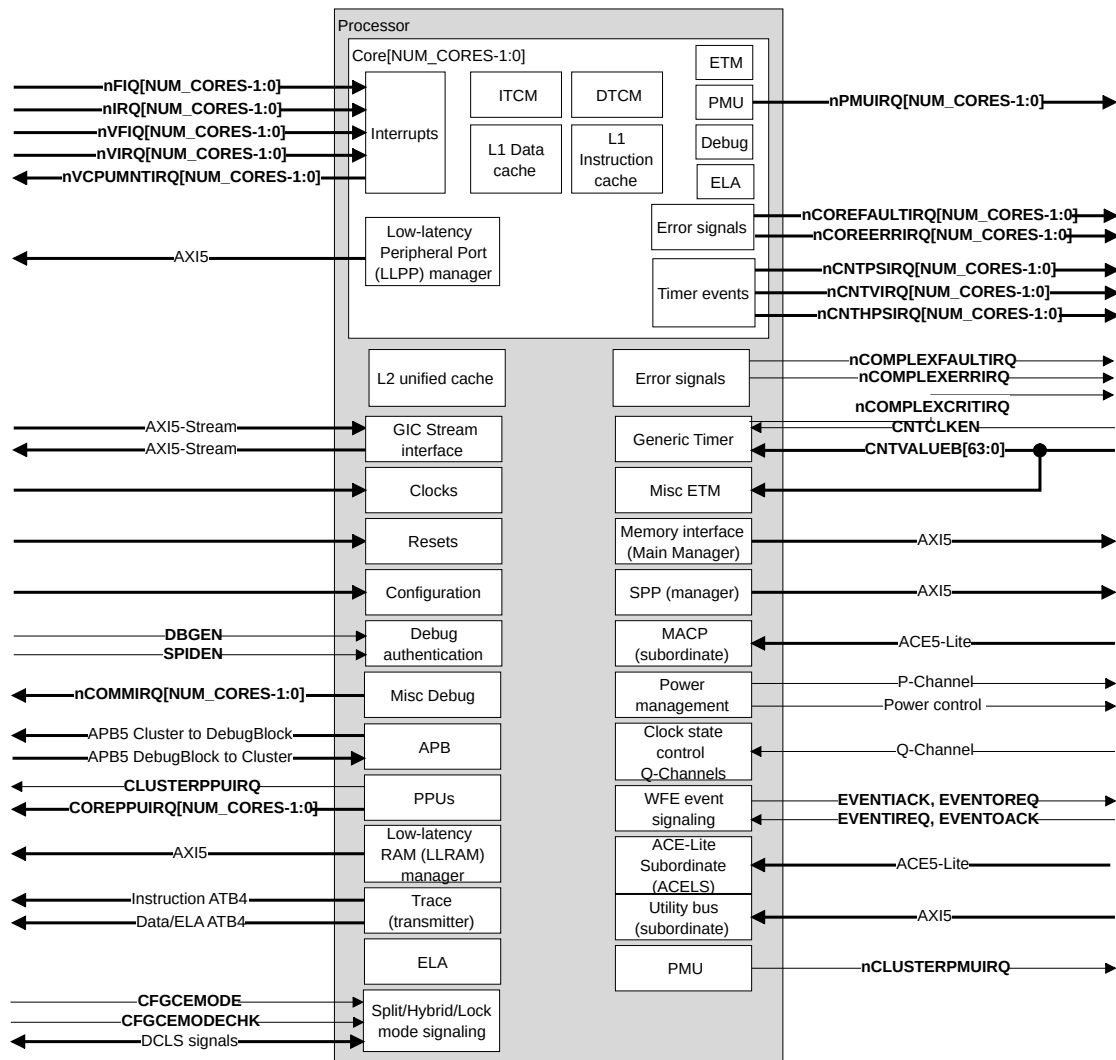 Processor
Core[NUM_CORES-1:0]
nFIQ[NUM_CORES-1:0]
nIRQ[NUM_CORES-1:0]
nVFIQ[NUM_CORES-1:0]
nVIRQ[NUM_CORES-1:0]
nVCPUMNTIRQ[NUM_CORES-1:0]
Interrupts
ITCM
DTCM
L1 Data
cache
L1
Instruction
cache
ETM
PMU
Debug
ELA
nPMUIRQ[NUM_CORES-1:0]
Error signals
nCOREFAULTIRQ[NUM_CORES-1:0]
nCOREERRIRQ[NUM_CORES-1:0]
AXI5
Low-latency
Peripheral Port
(LLPP) manager
Timer events
nCNTPSIRQ[NUM_CORES-1:0]
nCNTVIRQ[NUM_CORES-1:0]
nCNTHPSIRQ[NUM_CORES-1:0]
L2 unified cache
Error signals
nCOMPLEXFAULTIRQ
nCOMPLEXERRIRQ
nCOMPLEXCRITIRQ
AXI5-Stream
AXI5-Stream
GIC Stream
interface
Generic Timer
CNTCLKEN
CNTVALUEB[63:0]
Clocks
Misc ETM
Resets
Memory interface
(Main Manager)
AXI5
Configuration
SPP (manager)
AXI5
DBGEN
SPIDEN
Debug
authentication
MACP
(subordinate)
ACE5-Lite
nCOMMIRQ[NUM_CORES-1:0]
Misc Debug
Power
management
P-Channel
Power control
APB5 Cluster to DebugBlock
APB5 DebugBlock to Cluster
APB
Clock state
control
Q-Channels
Q-Channel
CLUSTERPPUIRQ
COREPPUIRQ[NUM_CORES-1:0]
PPUs
WFE event
signaling
EVENTIACK, EVENTOREQ
EVENTIREQ, EVENTOACK
AXI5
Low-latency
RAM (LLRAM)
manager
ACE-Lite
Subordinate
(ACELS)
ACE5-Lite
Instruction ATB4
Data/ELA ATB4
Trace
(transmitter)
Utility bus
(subordinate)
AXI5
ELA
PMU
nCLUSTERPMUIRQ
CFGCEMODE
CFGCEMODECHK
DCLS signals
Split/Hybrid/Lock
mode signaling